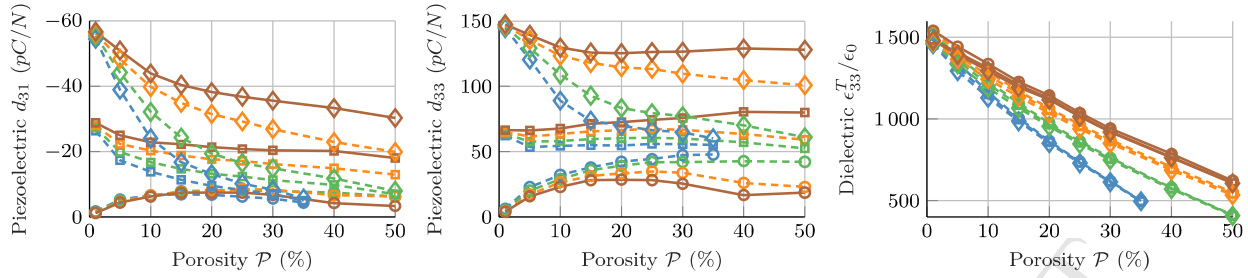 −60
−40
−20
0
0 10 20 30 40 50
Porosity 𝒫 (%)
Piezoelectric d₃₁ (pC/N)
150
100
50
0
0 10 20 30 40 50
Porosity 𝒫 (%)
Piezoelectric d₃₃ (pC/N)
1 500
1 000
500
0 10 20 30 40 50
Porosity 𝒫 (%)
Dielectric ϵᵀ₃₃/ϵ0